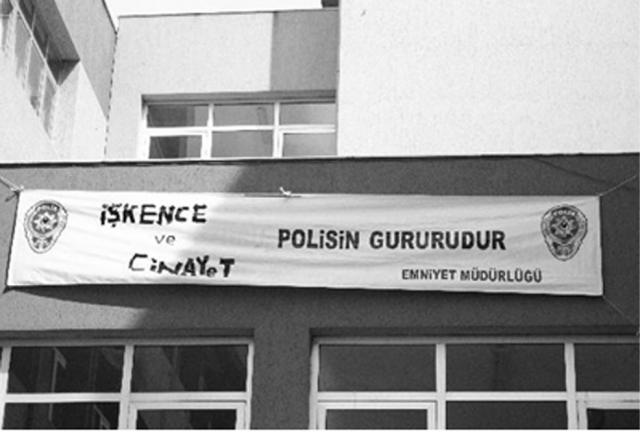 İŞKENCE
ve
CİNAYeT
POLİSİN GURURUDUR
EMNİYET MÜDÜRLÜĞÜ